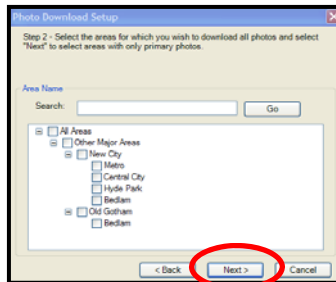 Photo Download Setup
Step 2 - Select the areas for which you wish to download all photos and select
"Next" to select areas with only primary photos.
Area Name
Search:
Go
All Areas
Other Major Areas
New City
Metro
Central City
Hyde Park
Bedlam
Old Gotham
Bedlam
< Back
Next >
Cancel